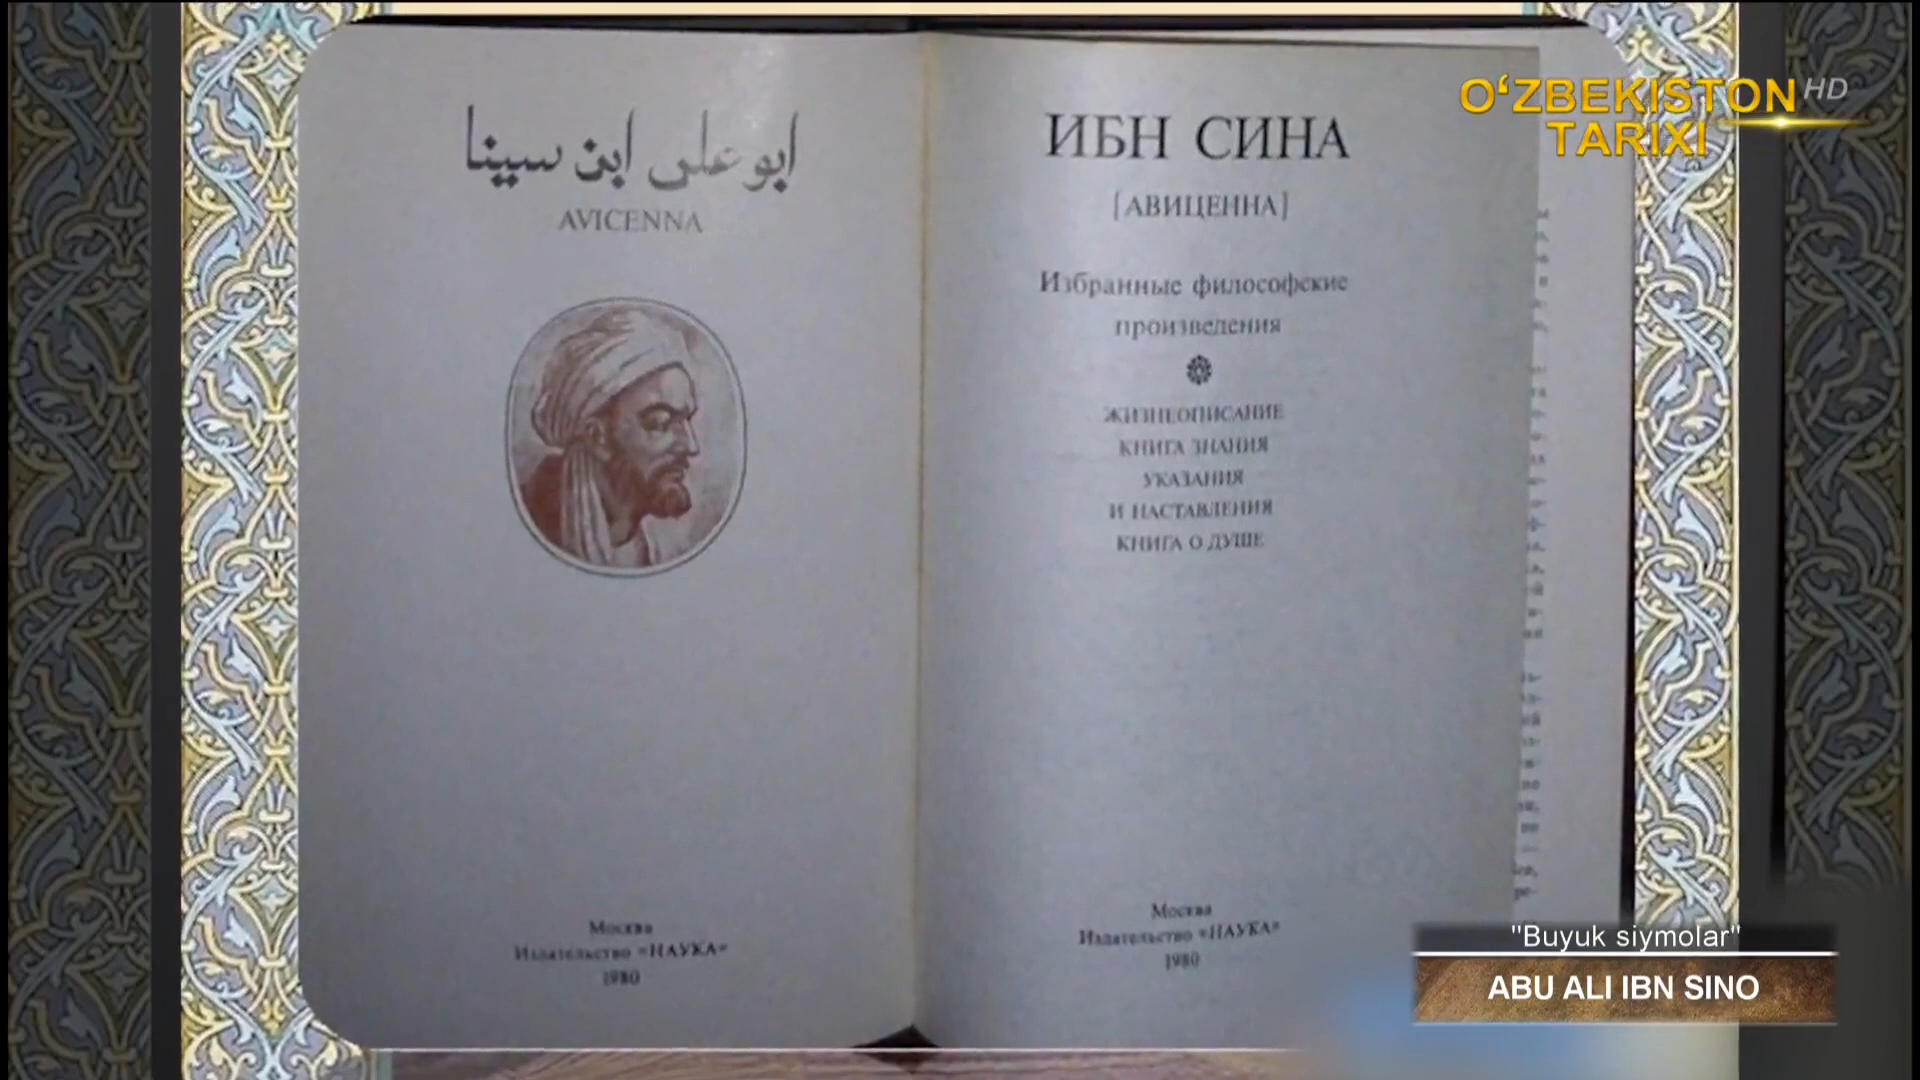 ابو علی ابن سینا
AVICENNA
Москва
Издательство «НАУКА»
1980
ИБН СИНА
[АВИЦЕННА]
Избранные философские
произведения
ЖИЗНЕОПИСАНИЕ
КНИГА ЗНАНИЯ
УКАЗАНИЯ
И НАСТАВЛЕНИЯ
КНИГА О ДУШЕ
Москва
Издательство «НАУКА»
1980
OʻZBEKISTON HD
TARIXI
"Buyuk siymolar"
ABU ALI IBN SINO